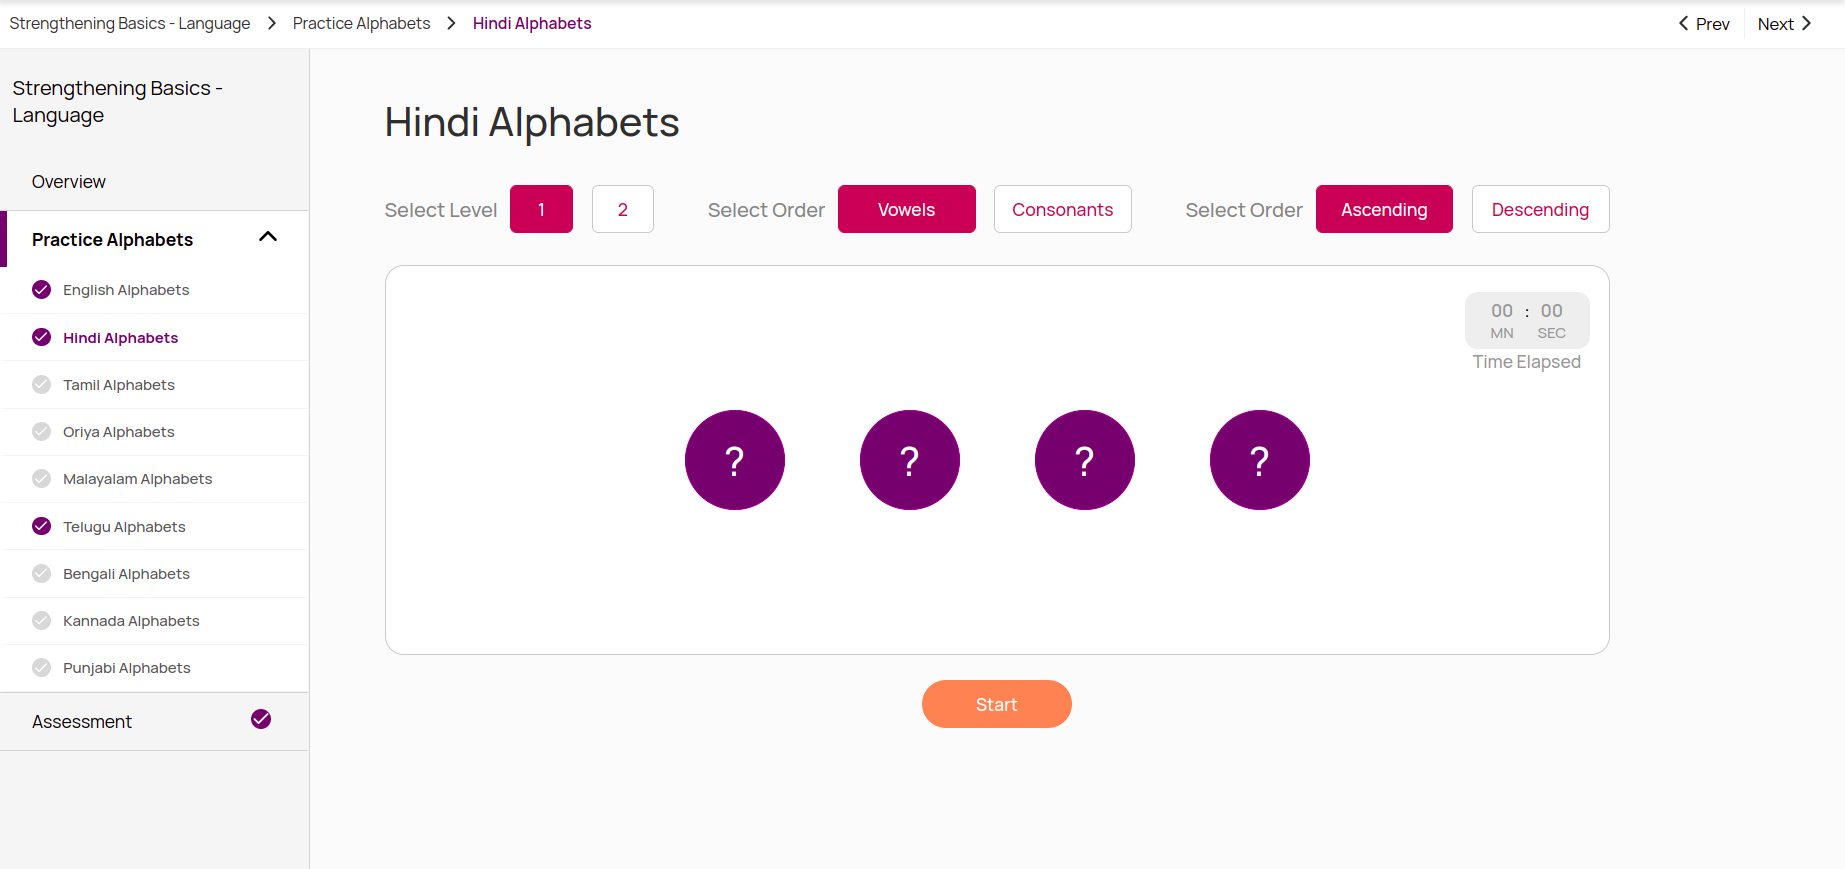 Strengthening Basics - Language > Practice Alphabets > Hindi Alphabets
Prev
Next
Strengthening Basics -
Language
Overview
Practice Alphabets
English Alphabets
Hindi Alphabets
Tamil Alphabets
Oriya Alphabets
Malayalam Alphabets
Telugu Alphabets
Bengali Alphabets
Kannada Alphabets
Punjabi Alphabets
Assessment
Hindi Alphabets
Select Level 1 2 Select Order Vowels Consonants Select Order Ascending Descending
00 : 00
MN SEC
Time Elapsed
? ? ? ?
Start